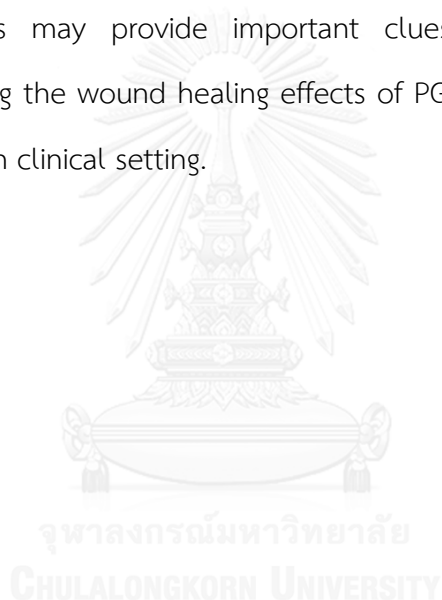 s may provide important clues
g the wound healing effects of PG
n clinical setting.
จุฬาลงกรณ์มหาวิทยาลัย
CHULALONGKORN UNIVERSITY